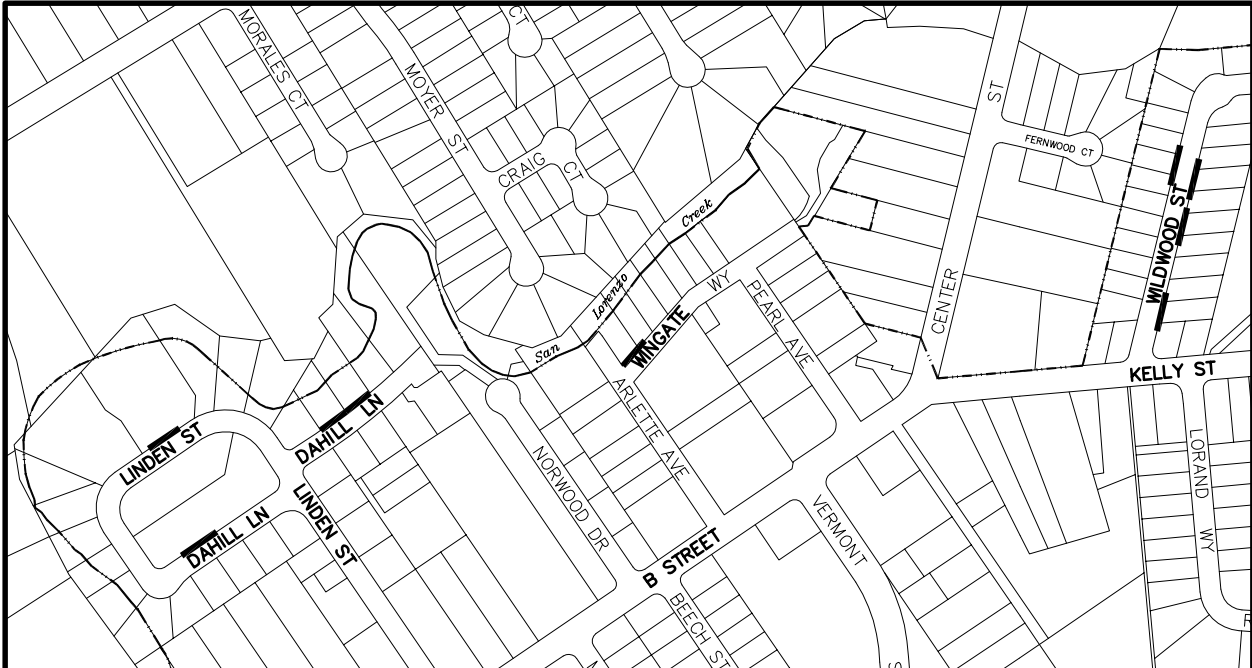 CT
MORALES CT
MOYER ST
CENTER ST
FERNWOOD CT
CRAIG CT
San Lorenzo Creek
WILDWOOD ST
WINGATE WY
PEARL AVE
KELLY ST
DAHILL LN
LINDEN ST
ARLETTE AVE
NORWOOD DR
LORAND WY
DAHILL LN
LINDEN ST
B STREET
VERMONT S
BEECH ST